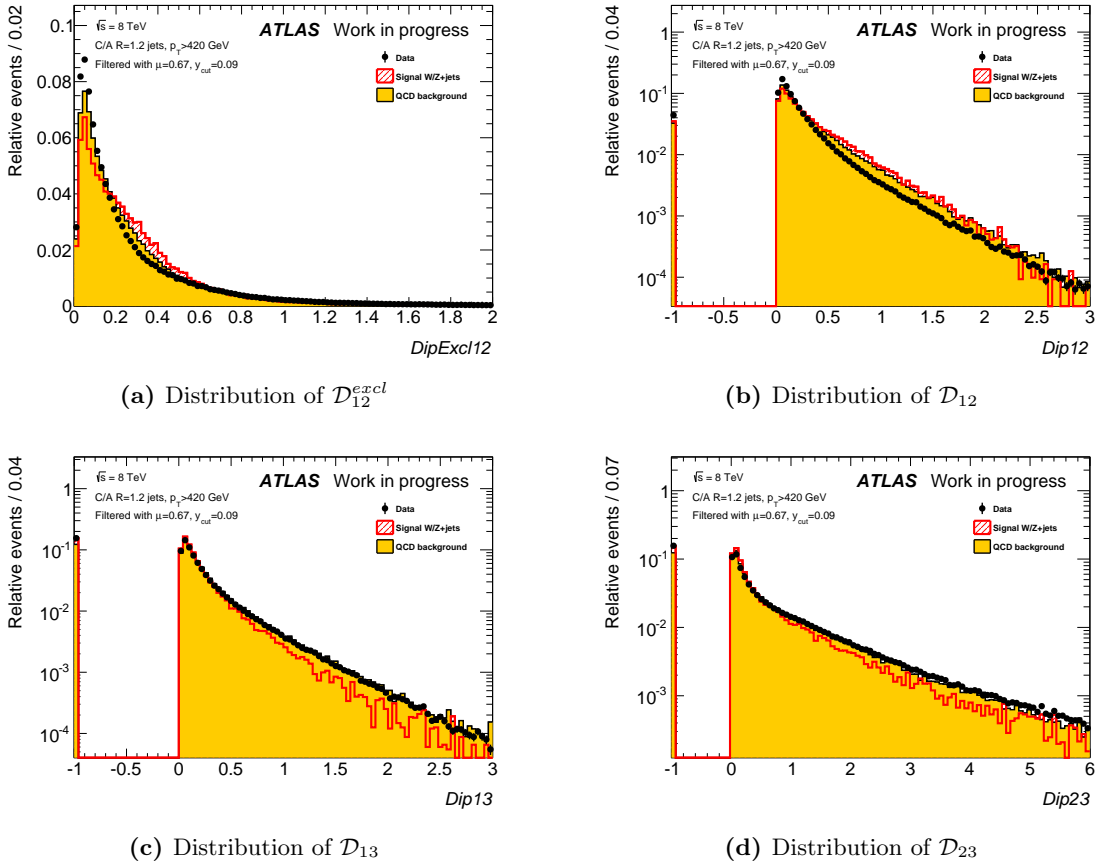 Relative events / 0.02
0.1
0.08
0.06
0.04
0.02
0
√s = 8 TeV
C/A R=1.2 jets, p_T>420 GeV
Filtered with μ=0.67, y_cut=0.09
ATLAS Work in progress
Data
Signal W/Z+jets
QCD background
0 0.2 0.4 0.6 0.8 1 1.2 1.4 1.6 1.8 2
DipExcl12
(a) Distribution of 𝒟₁₂ᵉˣᶜˡ
Relative events / 0.04
1
10⁻¹
10⁻²
10⁻³
10⁻⁴
√s = 8 TeV
C/A R=1.2 jets, p_T>420 GeV
Filtered with μ=0.67, y_cut=0.09
ATLAS Work in progress
Data
Signal W/Z+jets
QCD background
-1 -0.5 0 0.5 1 1.5 2 2.5 3
Dip12
(b) Distribution of 𝒟₁₂
Relative events / 0.04
1
10⁻¹
10⁻²
10⁻³
10⁻⁴
√s = 8 TeV
C/A R=1.2 jets, p_T>420 GeV
Filtered with μ=0.67, y_cut=0.09
ATLAS Work in progress
Data
Signal W/Z+jets
QCD background
-1 -0.5 0 0.5 1 1.5 2 2.5 3
Dip13
(c) Distribution of 𝒟₁₃
Relative events / 0.07
1
10⁻¹
10⁻²
10⁻³
√s = 8 TeV
C/A R=1.2 jets, p_T>420 GeV
Filtered with μ=0.67, y_cut=0.09
ATLAS Work in progress
Data
Signal W/Z+jets
QCD background
-1 0 1 2 3 4 5 6
Dip23
(d) Distribution of 𝒟₂₃